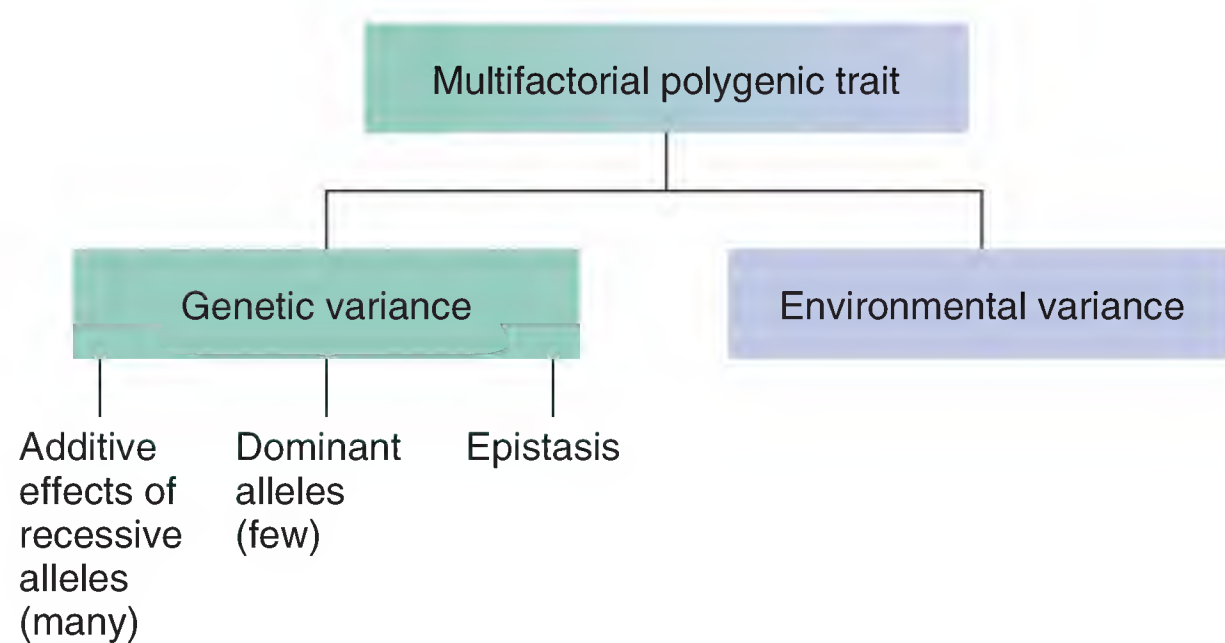 Multifactorial polygenic trait
Genetic variance
Environmental variance
Additive
effects of
recessive
alleles
(many)
Dominant
alleles
(few)
Epistasis